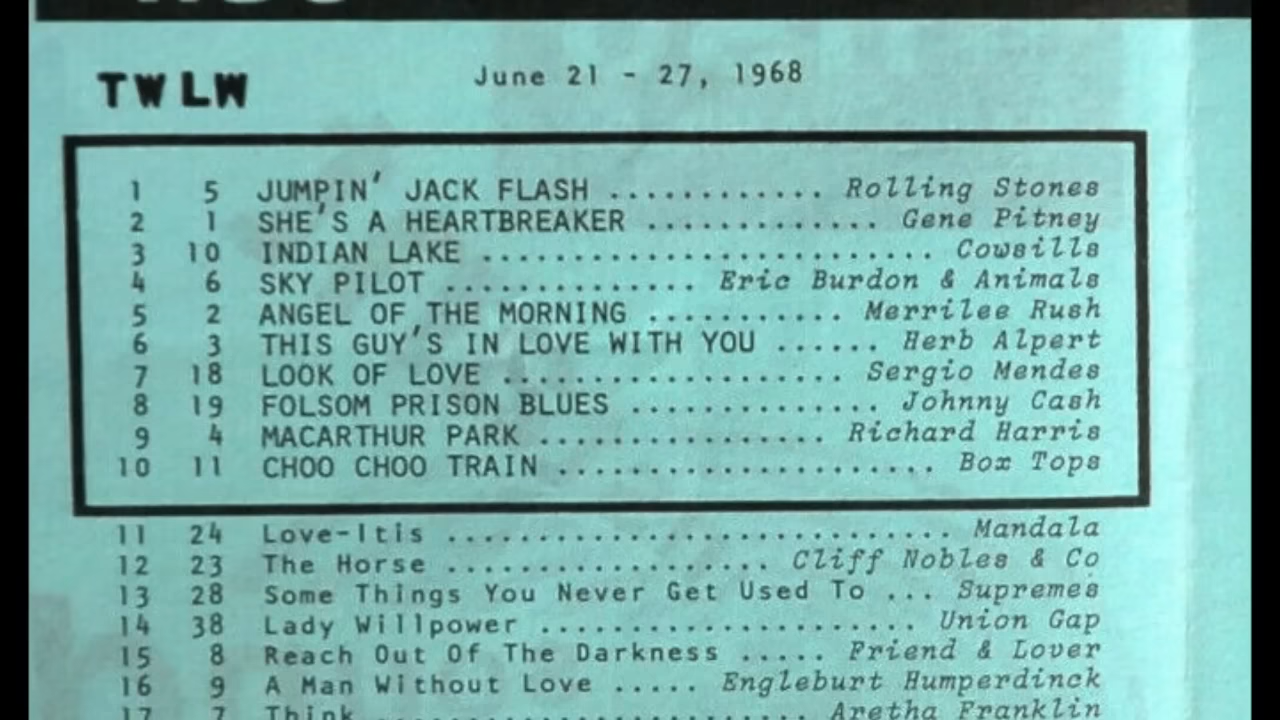 TW LW June 21 - 27, 1968
1 5 JUMPIN' JACK FLASH ............ Rolling Stones
2 1 SHE'S A HEARTBREAKER ............. Gene Pitney
3 10 INDIAN LAKE ......................... Cowsills
4 6 SKY PILOT .............. Eric Burdon & Animals
5 2 ANGEL OF THE MORNING ........... Merrilee Rush
6 3 THIS GUY'S IN LOVE WITH YOU ...... Herb Alpert
7 18 LOOK OF LOVE ................... Sergio Mendes
8 19 FOLSOM PRISON BLUES .............. Johnny Cash
9 4 MACARTHUR PARK ................ Richard Harris
10 11 CHOO CHOO TRAIN ..................... Box Tops
11 24 Love-Itis ............................ Mandala
12 23 The Horse .................. Cliff Nobles & Co
13 28 Some Things You Never Get Used To ... Supremes
14 38 Lady Willpower ..................... Union Gap
15 8 Reach Out Of The Darkness ..... Friend & Lover
16 9 A Man Without Love ..... Engleburt Humperdinck
17 7 Think ........................ Aretha Franklin